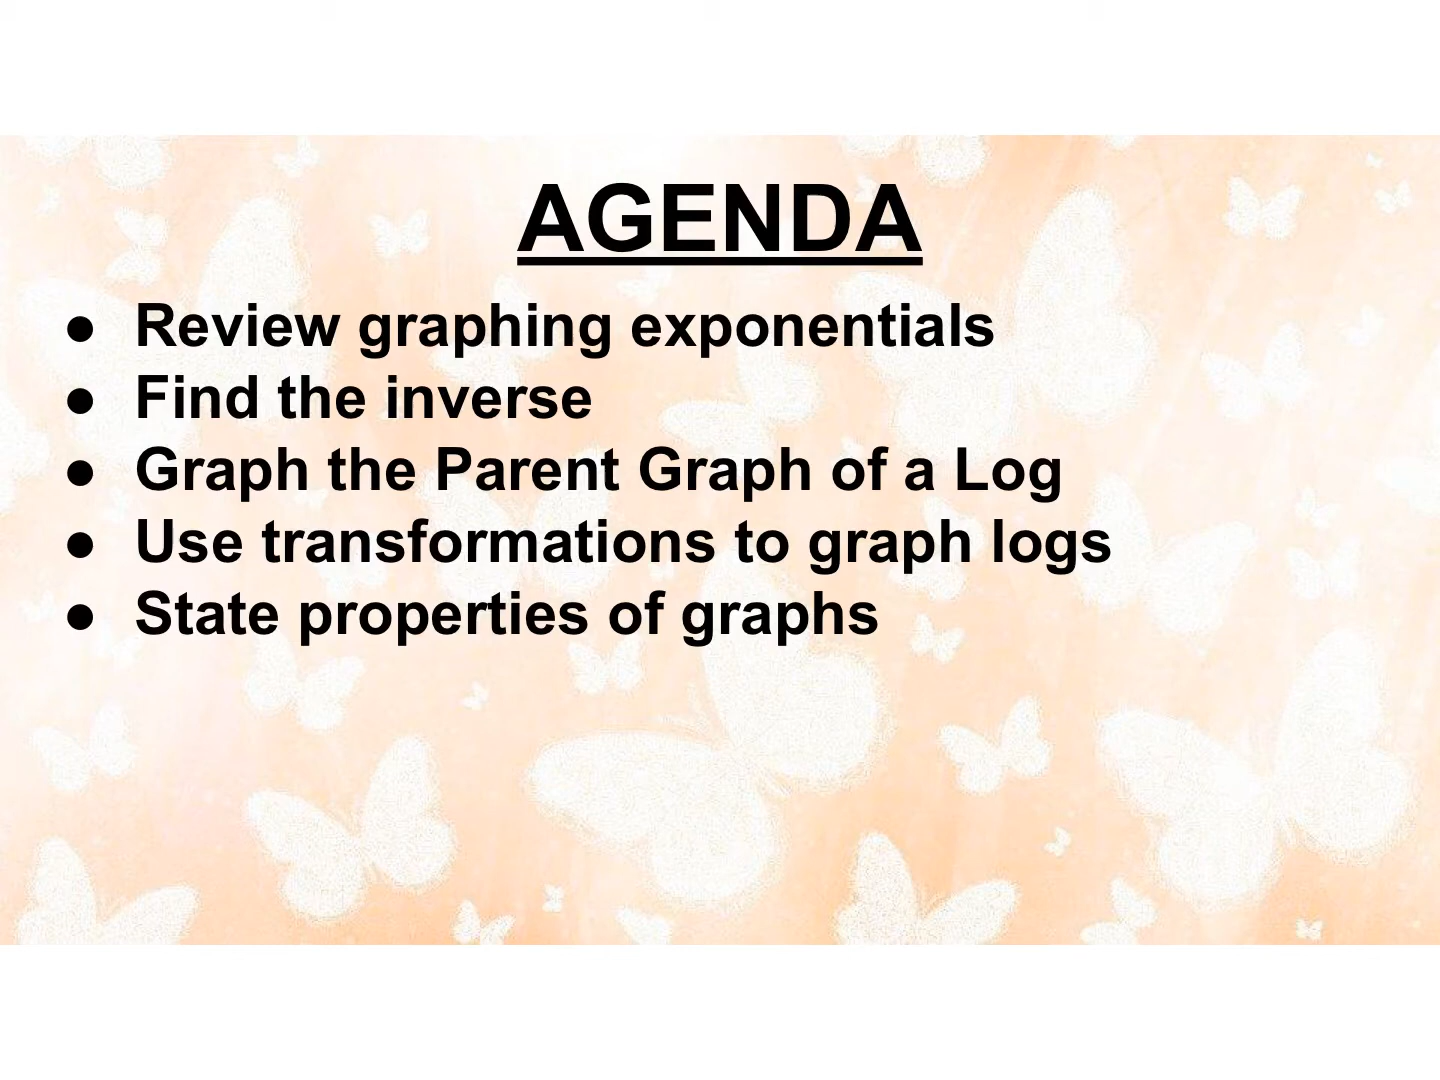 AGENDA
● Review graphing exponentials
● Find the inverse
● Graph the Parent Graph of a Log
● Use transformations to graph logs
● State properties of graphs